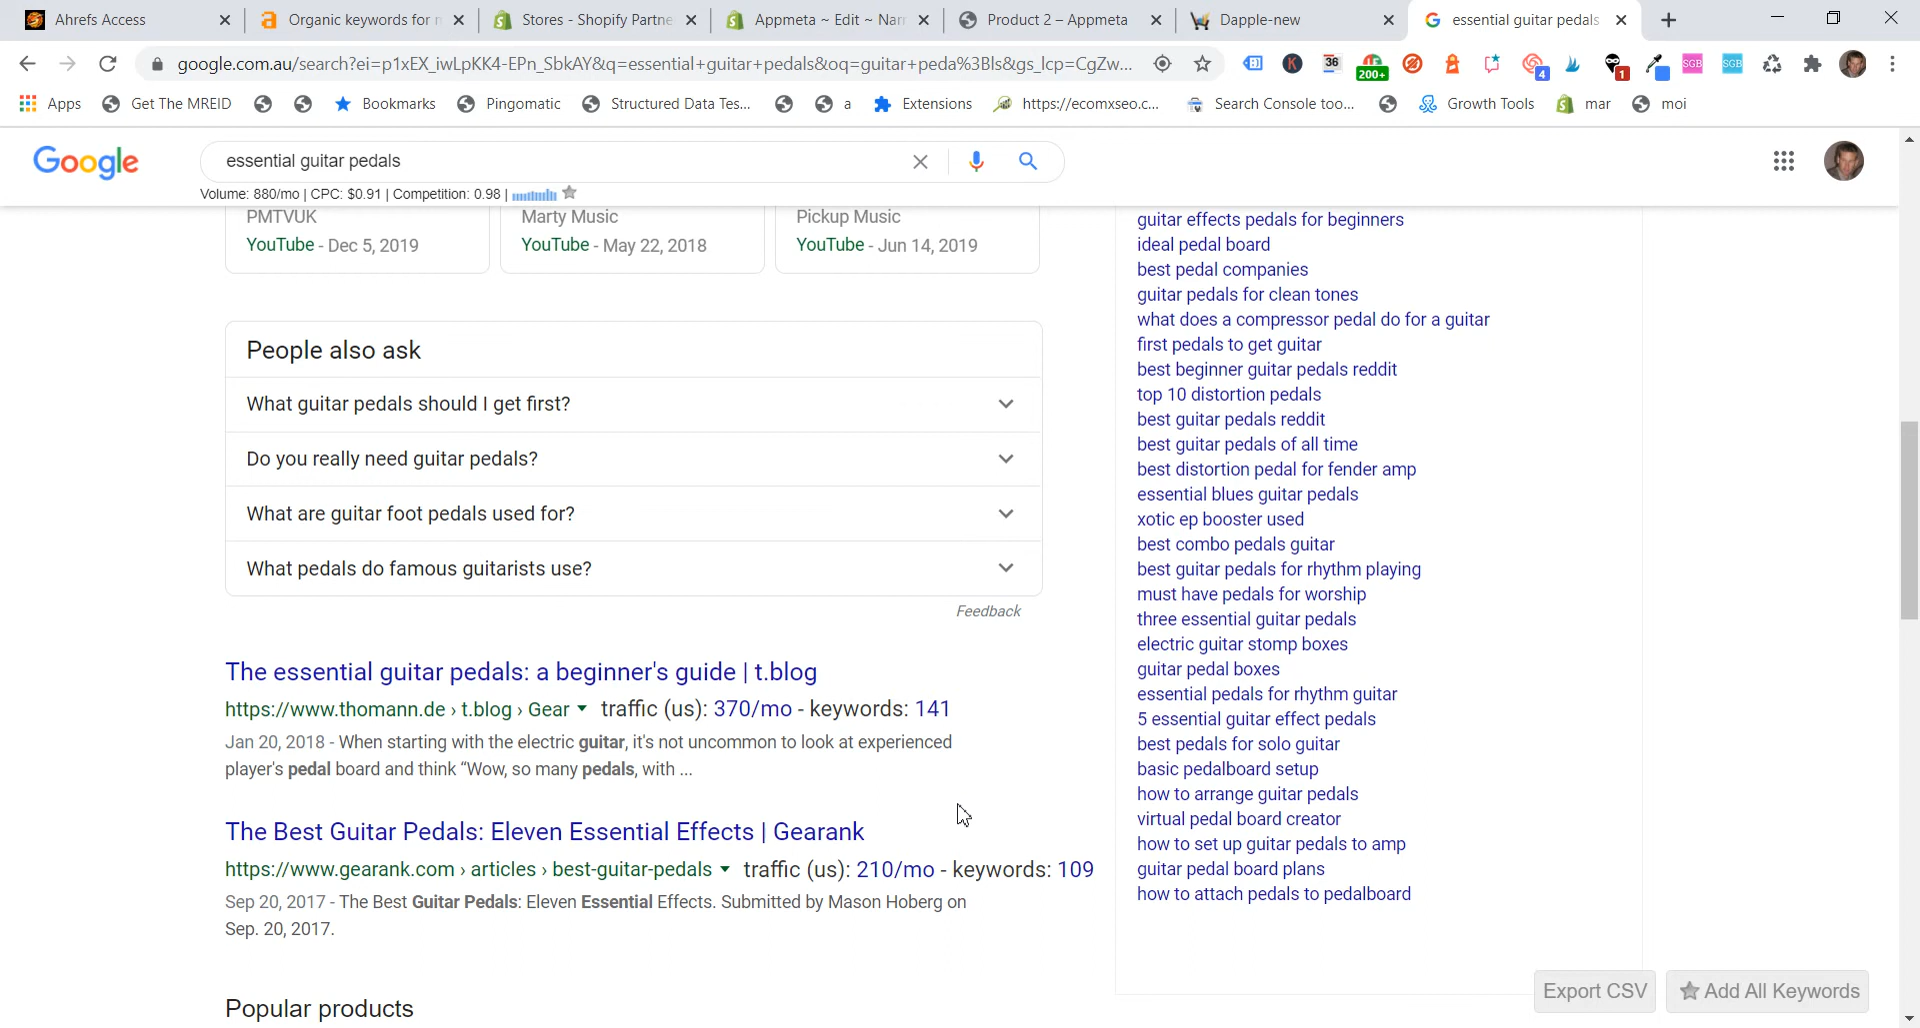 Ahrefs Access
Organic keywords for
Stores - Shopify Partne
Appmeta ~ Edit ~ Nar
Product 2 – Appmeta
Dapple-new
essential guitar pedals
google.com.au/search?ei=p1xEX_iwLpKK4-EPn_SbkAY&q=essential+guitar+pedals&oq=guitar+peda%3Bls&gs_lcp=CgZw...
36
200+
4
1
SGB
SGB
Apps
Get The MREID
Bookmarks
Pingomatic
Structured Data Tes...
a
Extensions
https://ecomxseo.c...
Search Console too...
Growth Tools
mar
moi
Google
essential guitar pedals
Volume: 880/mo | CPC: $0.91 | Competition: 0.98 |
PMTVUK
YouTube - Dec 5, 2019
Marty Music
YouTube - May 22, 2018
Pickup Music
YouTube - Jun 14, 2019
People also ask
What guitar pedals should I get first?
Do you really need guitar pedals?
What are guitar foot pedals used for?
What pedals do famous guitarists use?
Feedback
The essential guitar pedals: a beginner's guide | t.blog
https://www.thomann.de › t.blog › Gear ▼ traffic (us): 370/mo - keywords: 141
Jan 20, 2018 - When starting with the electric guitar, it's not uncommon to look at experienced
player's pedal board and think “Wow, so many pedals, with ...
The Best Guitar Pedals: Eleven Essential Effects | Gearank
https://www.gearank.com › articles › best-guitar-pedals ▼ traffic (us): 210/mo - keywords: 109
Sep 20, 2017 - The Best Guitar Pedals: Eleven Essential Effects. Submitted by Mason Hoberg on
Sep. 20, 2017.
Popular products
guitar effects pedals for beginners
ideal pedal board
best pedal companies
guitar pedals for clean tones
what does a compressor pedal do for a guitar
first pedals to get guitar
best beginner guitar pedals reddit
top 10 distortion pedals
best guitar pedals reddit
best guitar pedals of all time
best distortion pedal for fender amp
essential blues guitar pedals
xotic ep booster used
best combo pedals guitar
best guitar pedals for rhythm playing
must have pedals for worship
three essential guitar pedals
electric guitar stomp boxes
guitar pedal boxes
essential pedals for rhythm guitar
5 essential guitar effect pedals
best pedals for solo guitar
basic pedalboard setup
how to arrange guitar pedals
virtual pedal board creator
how to set up guitar pedals to amp
guitar pedal board plans
how to attach pedals to pedalboard
Export CSV
Add All Keywords